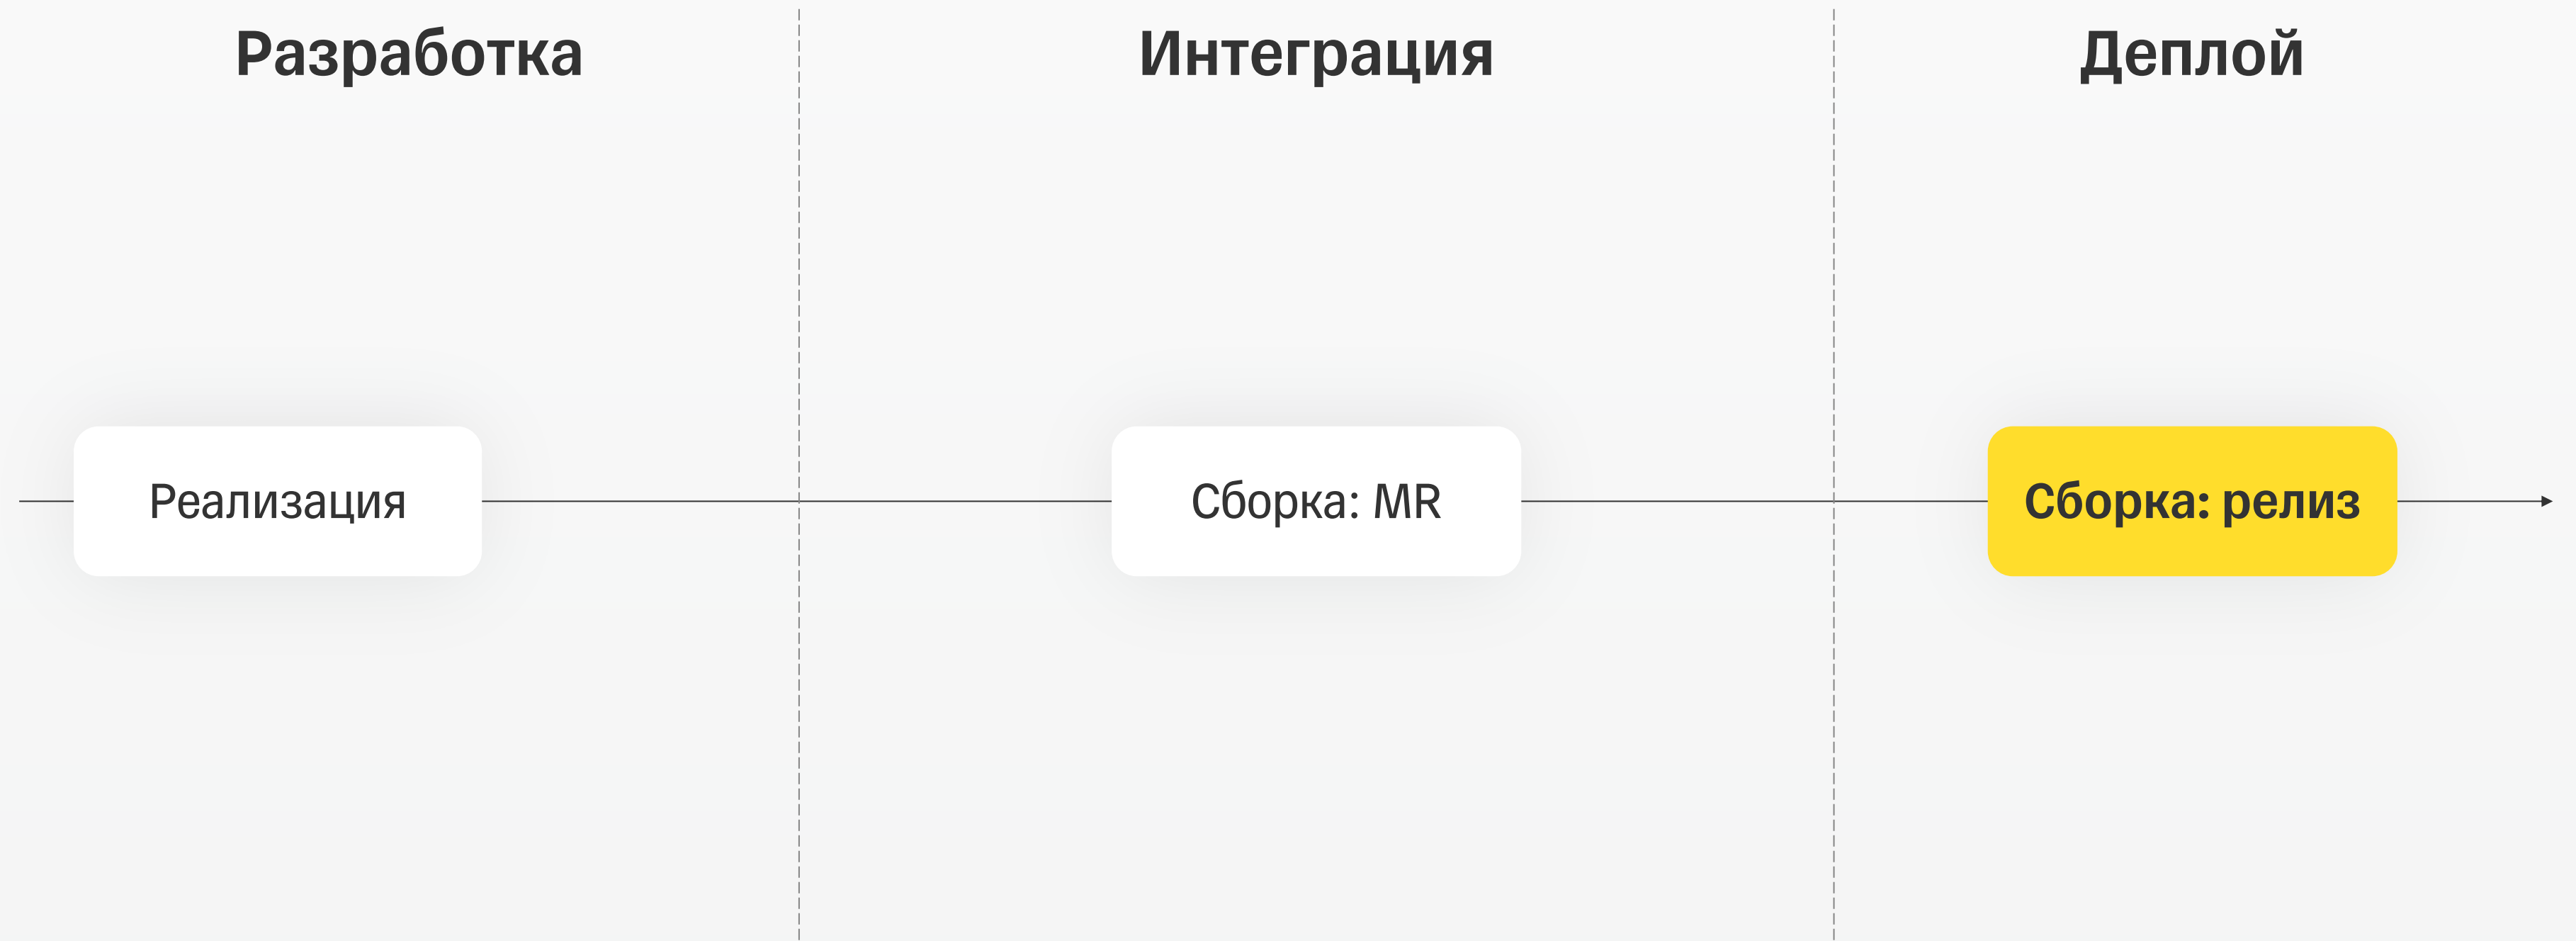 Разработка
Интеграция
Деплой
Реализация
Сборка: MR
Сборка: релиз